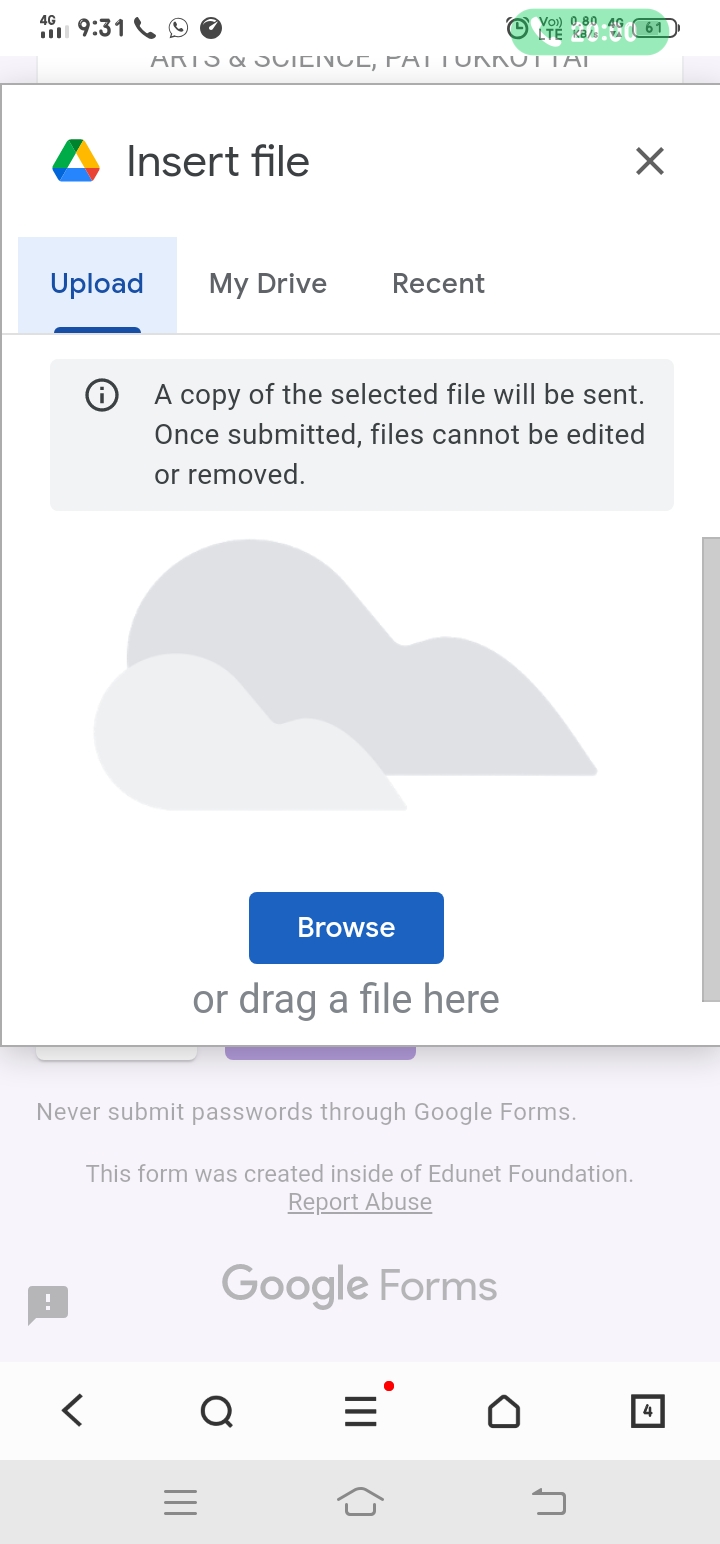 4G 9:31 Vo)) LTE 0.80 KB/s 4G 61
ARTS & SCIENCE, PATTUKKOTTAI
Insert file
Upload My Drive Recent
A copy of the selected file will be sent.
Once submitted, files cannot be edited
or removed.
Browse
or drag a file here
Never submit passwords through Google Forms.
This form was created inside of Edunet Foundation.
Report Abuse
Google Forms
4